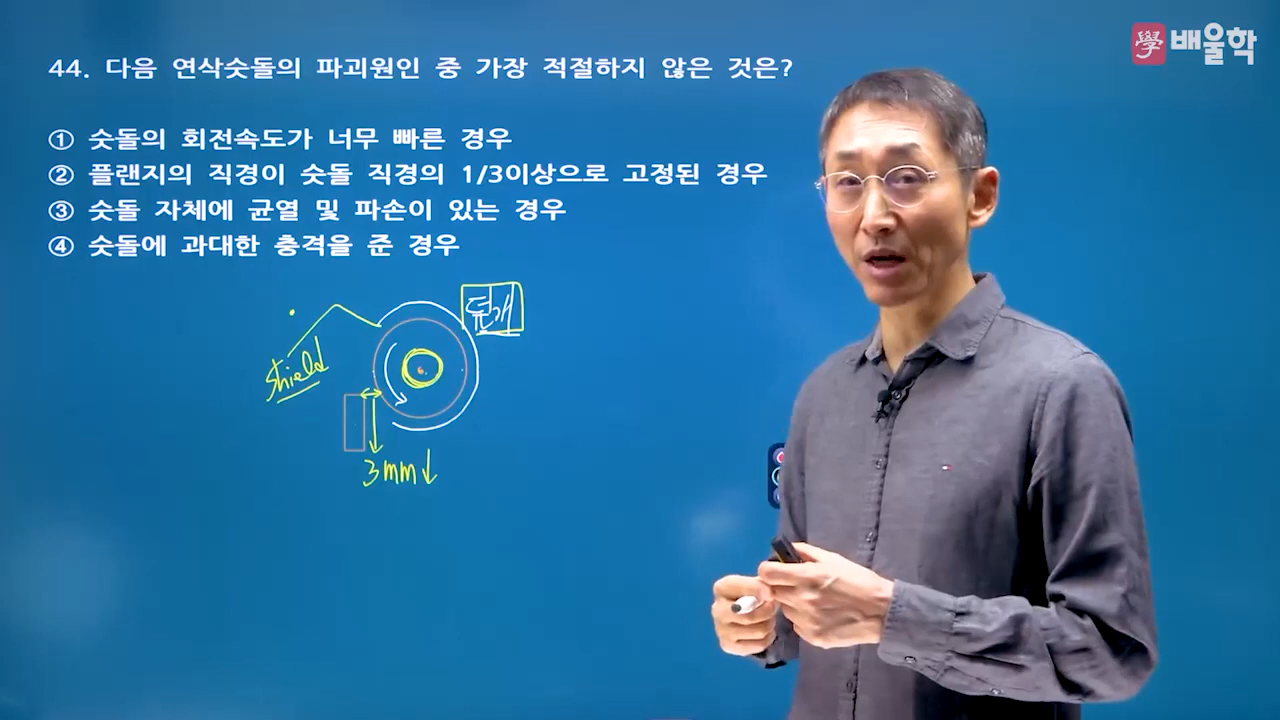 學 배울학
44. 다음 연삭숫돌의 파괴원인 중 가장 적절하지 않은 것은?
① 숫돌의 회전속도가 너무 빠른 경우
② 플랜지의 직경이 숫돌 직경의 1/3이상으로 고정된 경우
③ 숫돌 자체에 균열 및 파손이 있는 경우
④ 숫돌에 과대한 충격을 준 경우
덮개
shield
3mm↓